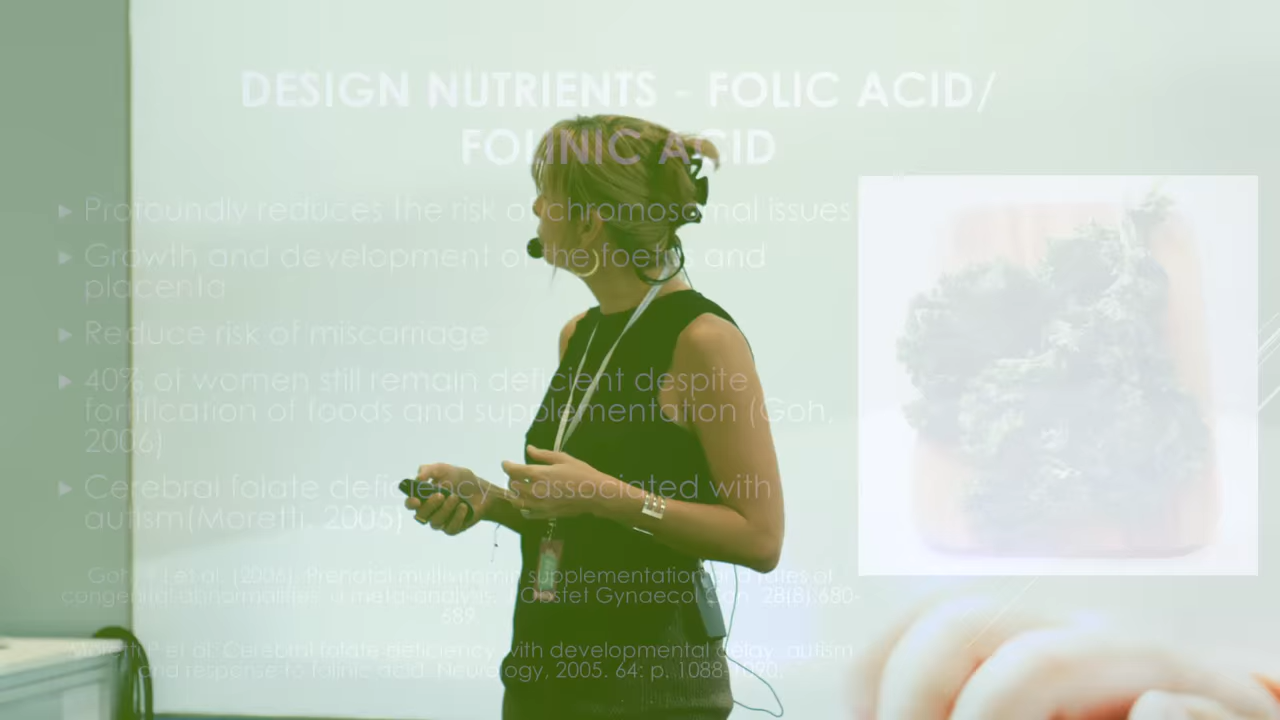 DESIGN NUTRIENTS - FOLIC ACID/
FOLINIC ACID
Profoundly reduces the risk of chromosomal issues
Growth and development of the foetus and
placenta
Reduce risk of miscarriage
40% of women still remain deficient despite
fortification of foods and supplementation (Goh,
2006)
Cerebral folate deficiency associated with
autism(Moretti, 2005)
Goh Y I et al. (2006). Prenatal multivitamin supplementation and rates of
congenital abnormalities: a meta-analysis. J Obstet Gynaecol Can. 28(8):680-
689
et al: Cerebral folate deficiency with developmental delay, autism
and response to folinic acid. Neurology, 2005. 64: p. 1088-1090.